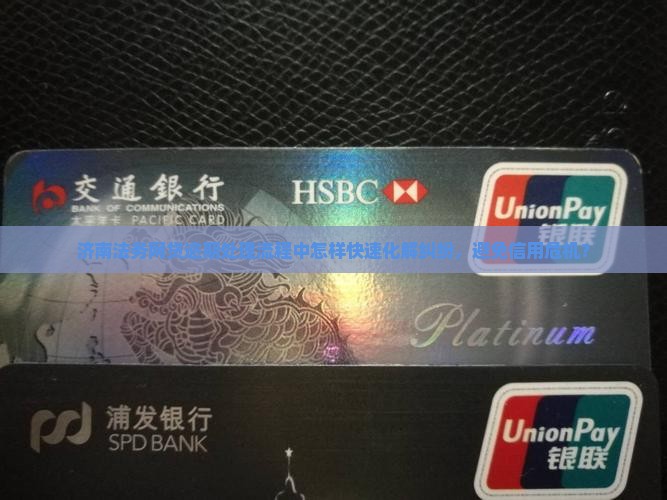 交通銀行
BANK OF COMMUNICATIONS
太平洋卡 PACIFIC CARD
HSBC
UnionPay
银联
济南法务网贷逾期处理流程中怎样快速化解纠纷,避免信用危机?
Platinum
浦发银行
SPD BANK
UnionPay
银联